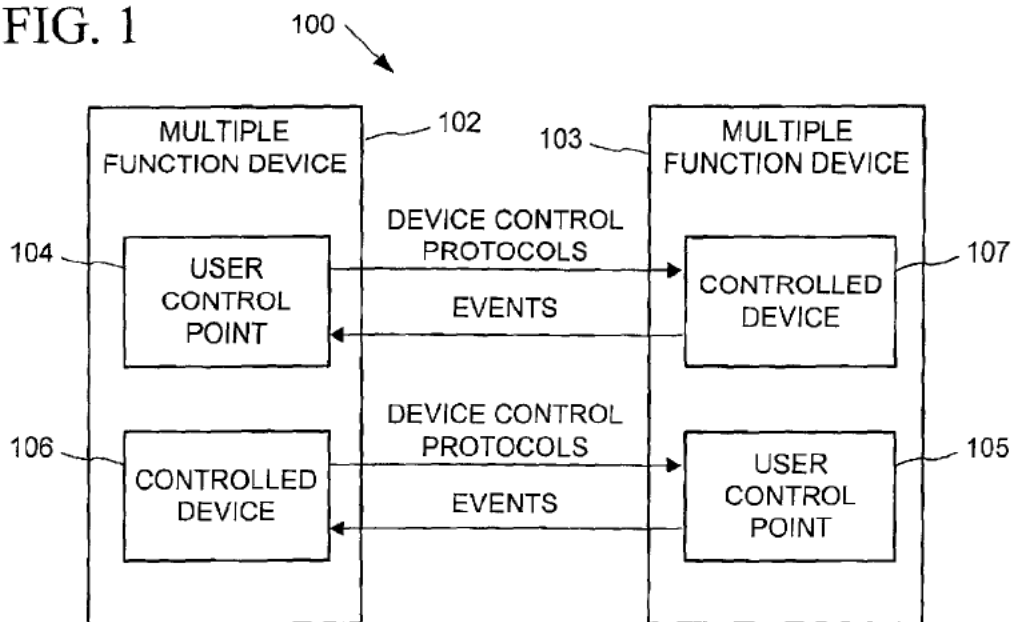 FIG. 1
100
MULTIPLE
FUNCTION DEVICE
102
103
MULTIPLE
FUNCTION DEVICE
DEVICE CONTROL
PROTOCOLS
104
USER
CONTROL
POINT
EVENTS
CONTROLLED
DEVICE
107
DEVICE CONTROL
PROTOCOLS
106
CONTROLLED
DEVICE
EVENTS
USER
CONTROL
POINT
105